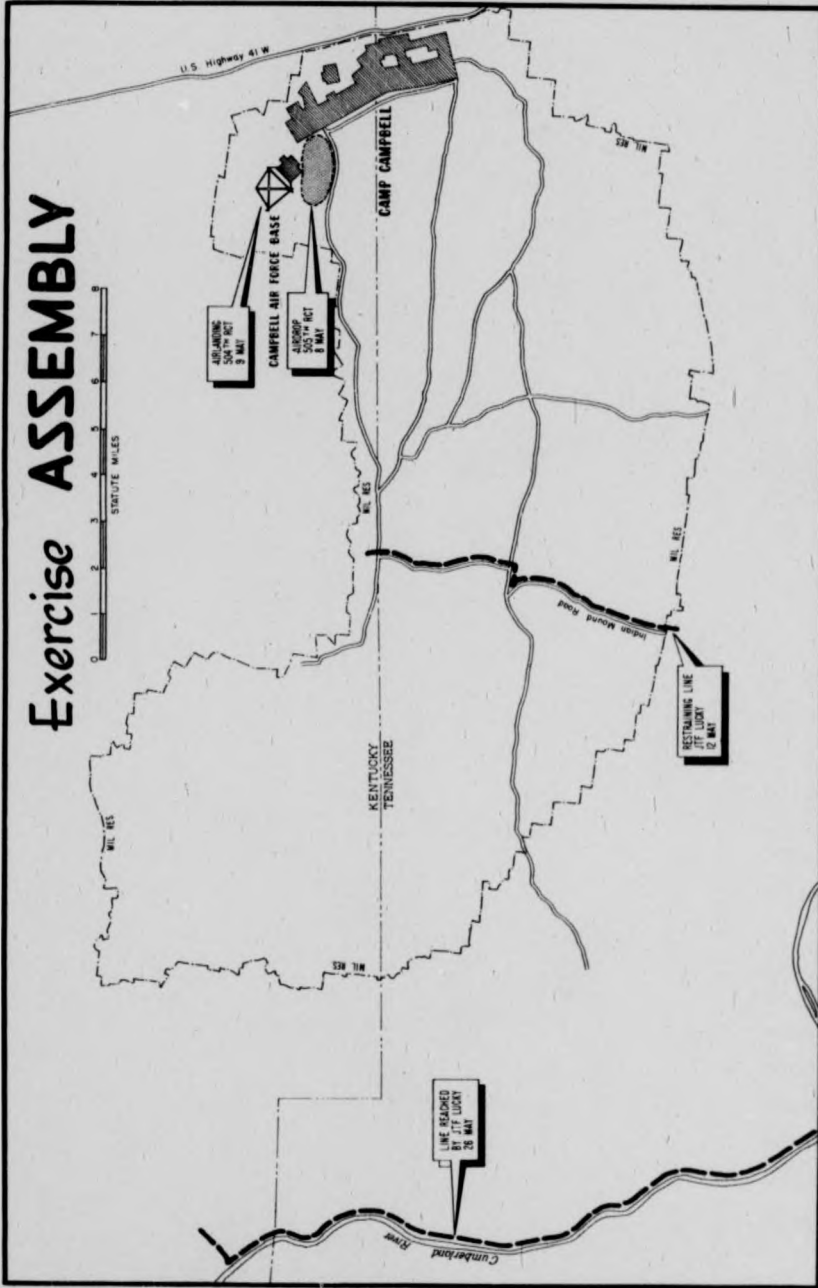 Exercise ASSEMBLY
0 1 2 3 4 5 6 7 8
STATUTE MILES
U.S. Highway 41 W
AIRLANDING
504TH RCT
9 MAY
CAMPBELL AIR FORCE BASE
AIRDROP
505TH RCT
8 MAY
CAMP CAMPBELL
MIL RES
MIL RES
MIL RES
MIL RES
MIL RES
KENTUCKY
TENNESSEE
Indian Mound Road
RESTRAINING LINE
JTF LUCKY
12 MAY
LINE REACHED
BY JTF LUCKY
26 MAY
Cumberland River